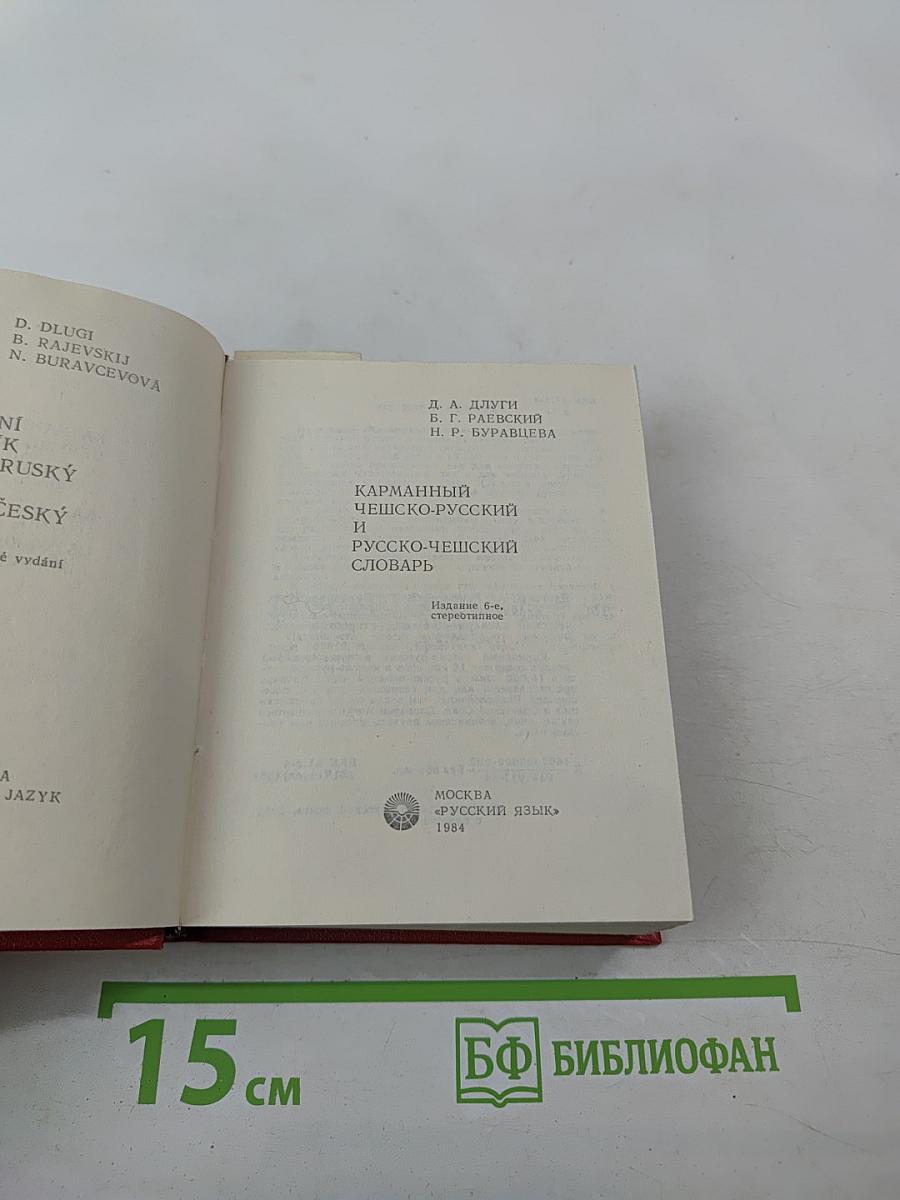 D. DLUGI
B. RAJEVSKIJ
N. BURAVCEVOVÁ
RUSKÝ
ČESKÝ
vydání
JAZYK
Д. А. ДЛУГИ
Б. Г. РАЕВСКИЙ
Н. Р. БУРАВЦЕВА
КАРМАННЫЙ
ЧЕШСКО-РУССКИЙ
И
РУССКО-ЧЕШСКИЙ
СЛОВАРЬ
Издание 6-е,
стереотипное
МОСКВА
«РУССКИЙ ЯЗЫК»
1984
15 см
БФ БИБЛИОФАН